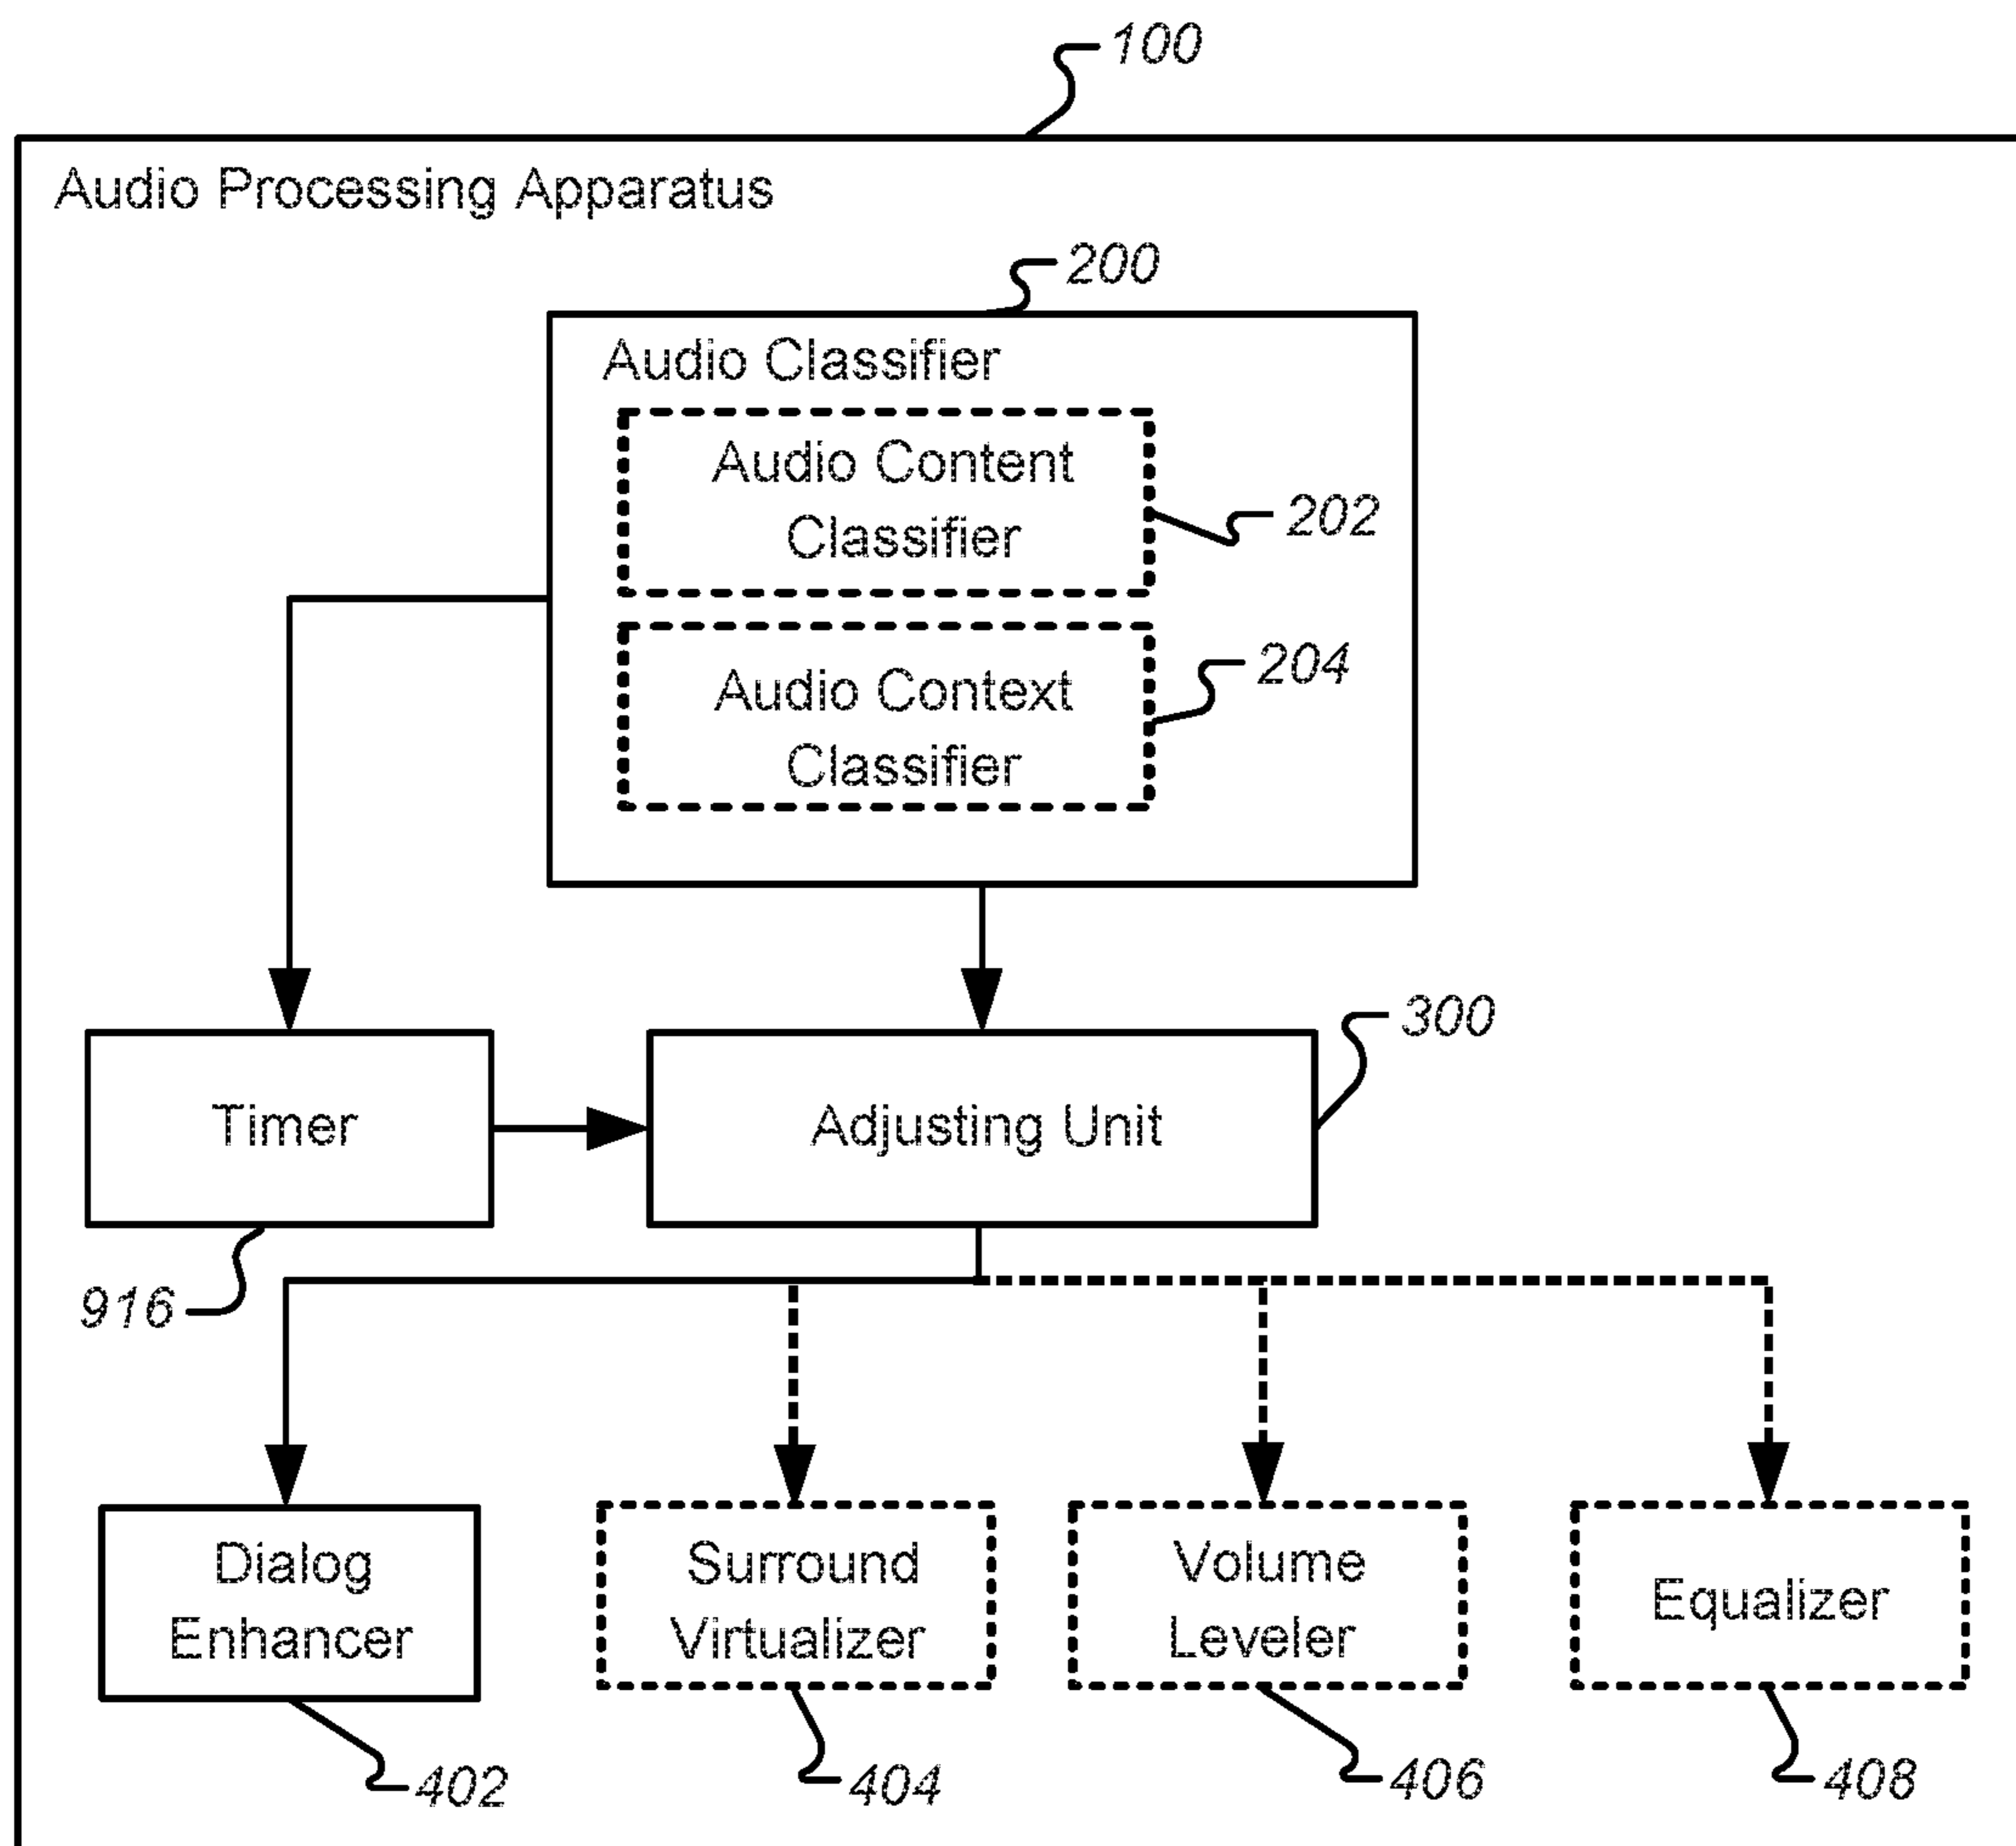 100
Audio Processing Apparatus
200
Audio Classifier
Audio Content
Classifier
202
Audio Context
Classifier
204
Timer
Adjusting Unit
300
916
Dialog
Enhancer
Surround
Virtualizer
Volume
Leveler
Equalizer
402
404
406
408